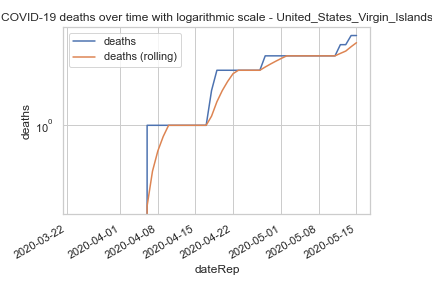 COVID-19 deaths over time with logarithmic scale - United_States_Virgin_Islands
deaths
deaths (rolling)
deaths
10^0
2020-03-22
2020-04-01
2020-04-08
2020-04-15
2020-04-22
2020-05-01
2020-05-08
2020-05-15
dateRep